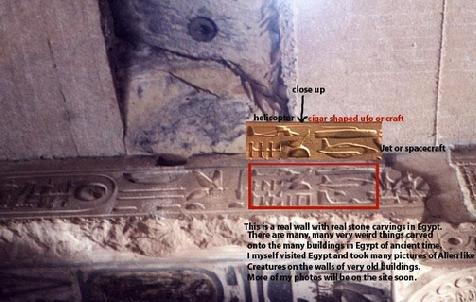 close up
helicopter cigar shaped ufo or craft
Jet or spacecraft
This is a real wall with real stone carvings in Egypt.
There are many, many very weird things carved
onto the many buildings in Egypt of ancient time.
I myself visited Egypt and took many pictures of Alien like
Creatures on the walls of very old buildings.
More of my photos will be on the site soon.